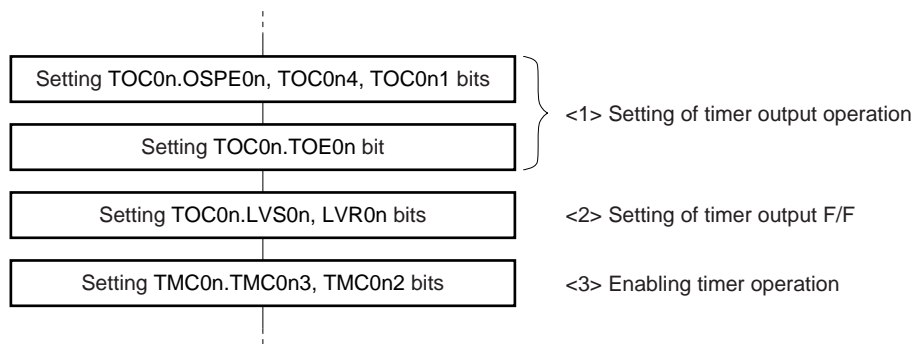 Setting TOC0n.OSPE0n, TOC0n4, TOC0n1 bits
<1> Setting of timer output operation
Setting TOC0n.TOE0n bit
Setting TOC0n.LVS0n, LVR0n bits
<2> Setting of timer output F/F
Setting TMC0n.TMC0n3, TMC0n2 bits
<3> Enabling timer operation